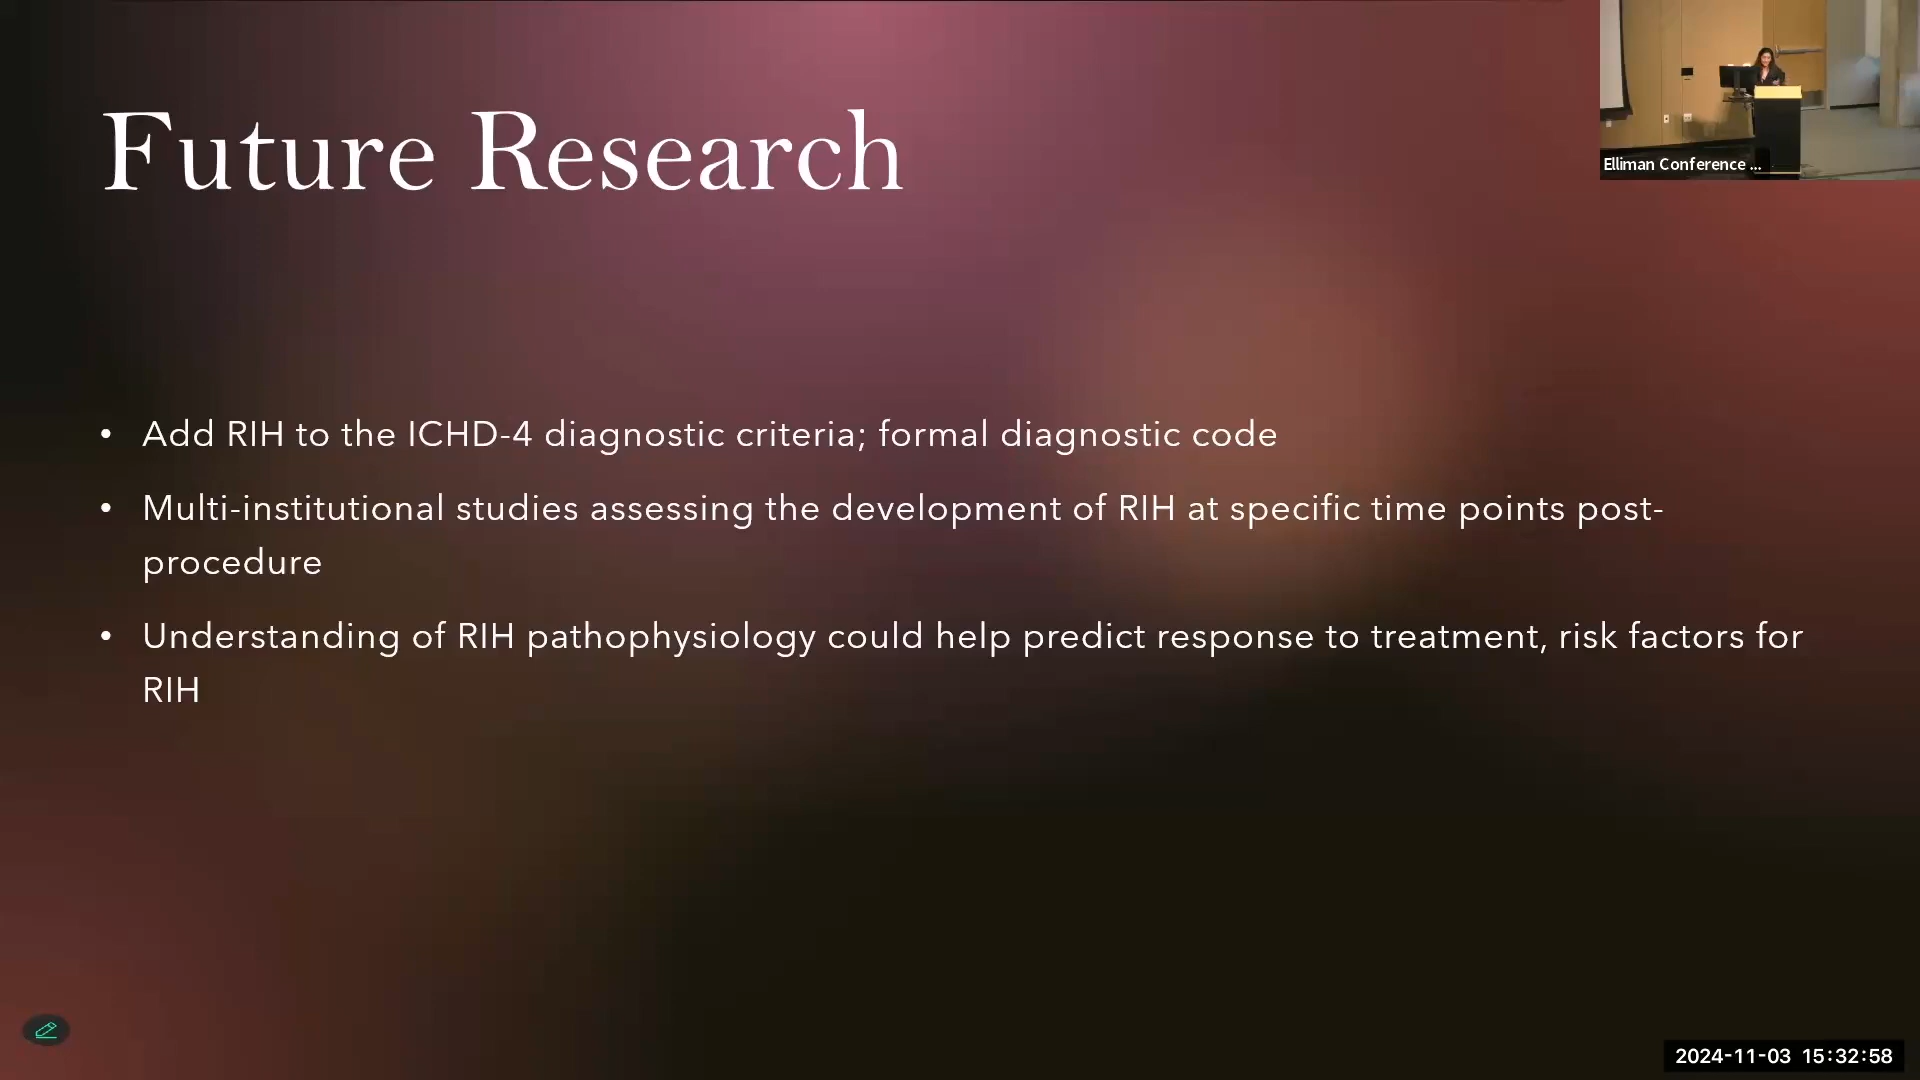 Future Research
Elliman Conference ...
• Add RIH to the ICHD-4 diagnostic criteria; formal diagnostic code
• Multi-institutional studies assessing the development of RIH at specific time points post-
procedure
• Understanding of RIH pathophysiology could help predict response to treatment, risk factors for
RIH
2024-11-03 15:32:58